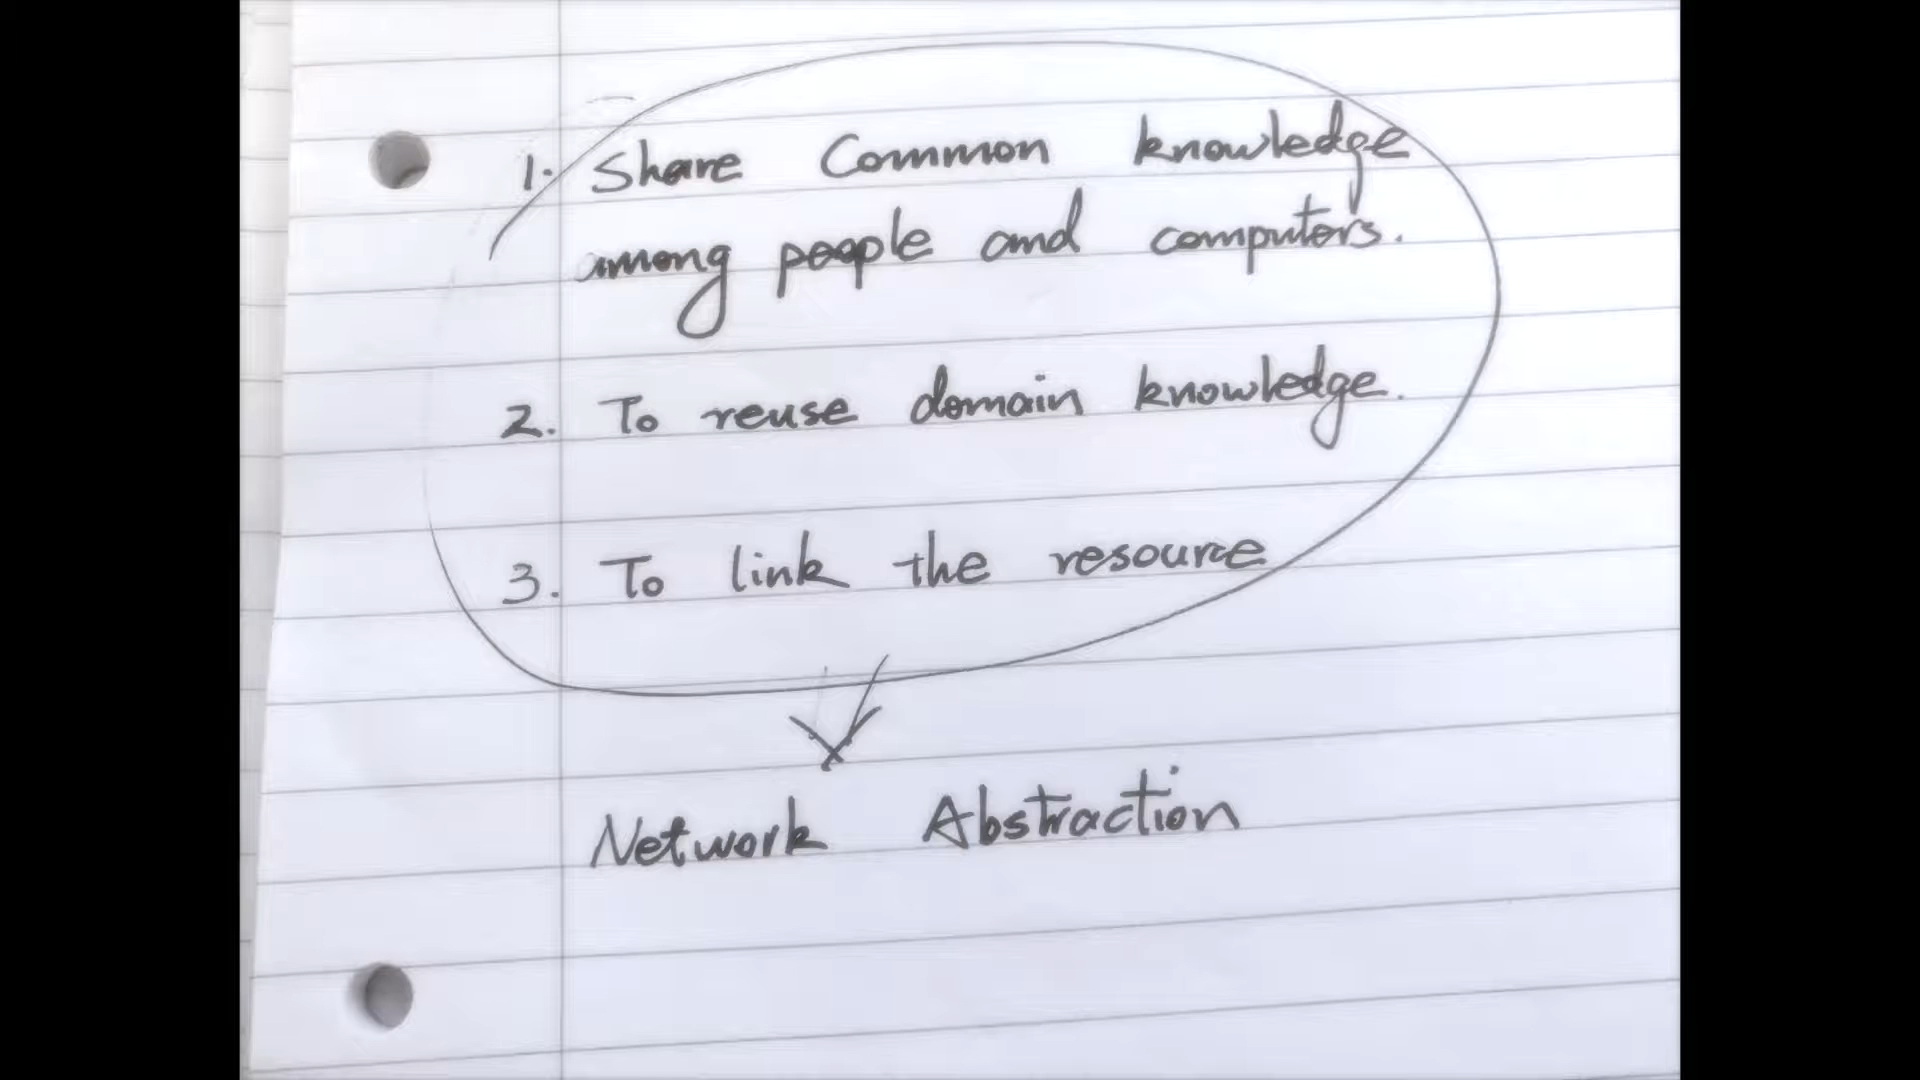 1. Share Common knowledge
among people and computers.
2. To reuse domain knowledge.
3. To link the resource
Network Abstraction